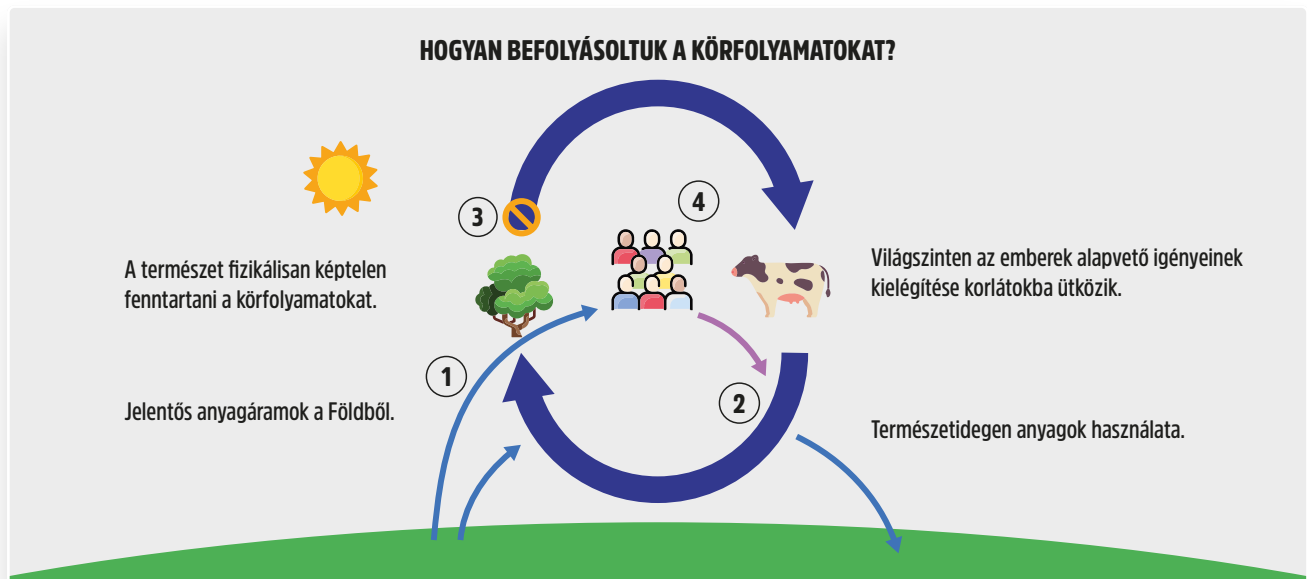 HOGYAN BEFOLYÁSOLTUK A KÖRFOLYAMATOKAT?
3
4
A természet fizikálisan képtelen
fenntartani a körfolyamatokat.
Világszinten az emberek alapvető igényeinek
kielégítése korlátokba ütközik.
1
2
Jelentős anyagáramok a Földből.
Természetidegen anyagok használata.